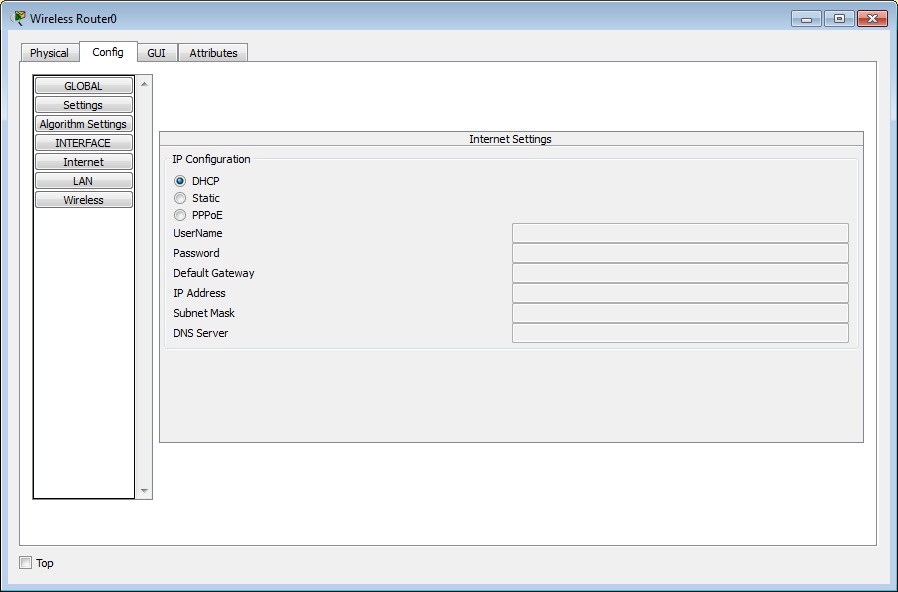 Wireless Router0
Physical Config GUI Attributes
GLOBAL
Settings
Algorithm Settings
INTERFACE
Internet
LAN
Wireless
Internet Settings
IP Configuration
DHCP
Static
PPPoE
UserName
Password
Default Gateway
IP Address
Subnet Mask
DNS Server
Top